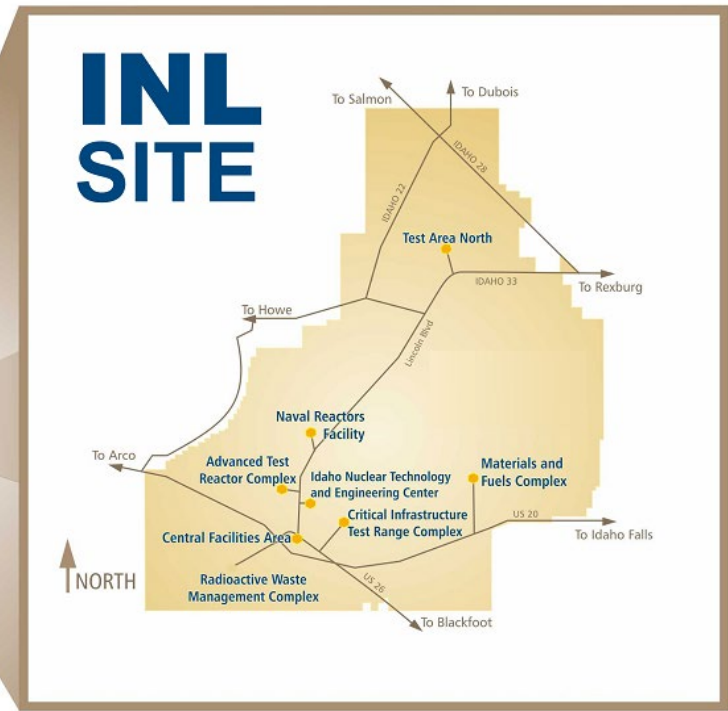 INL
SITE
To Salmon
To Dubois
IDAHO 28
IDAHO 22
Test Area North
IDAHO 33
To Rexburg
To Howe
Lincoln Blvd
Naval Reactors
Facility
To Arco
Advanced Test
Reactor Complex
Idaho Nuclear Technology
and Engineering Center
Materials and
Fuels Complex
Critical Infrastructure
Test Range Complex
US 20
To Idaho Falls
Central Facilities Area
Radioactive Waste
Management Complex
US 26
To Blackfoot
NORTH